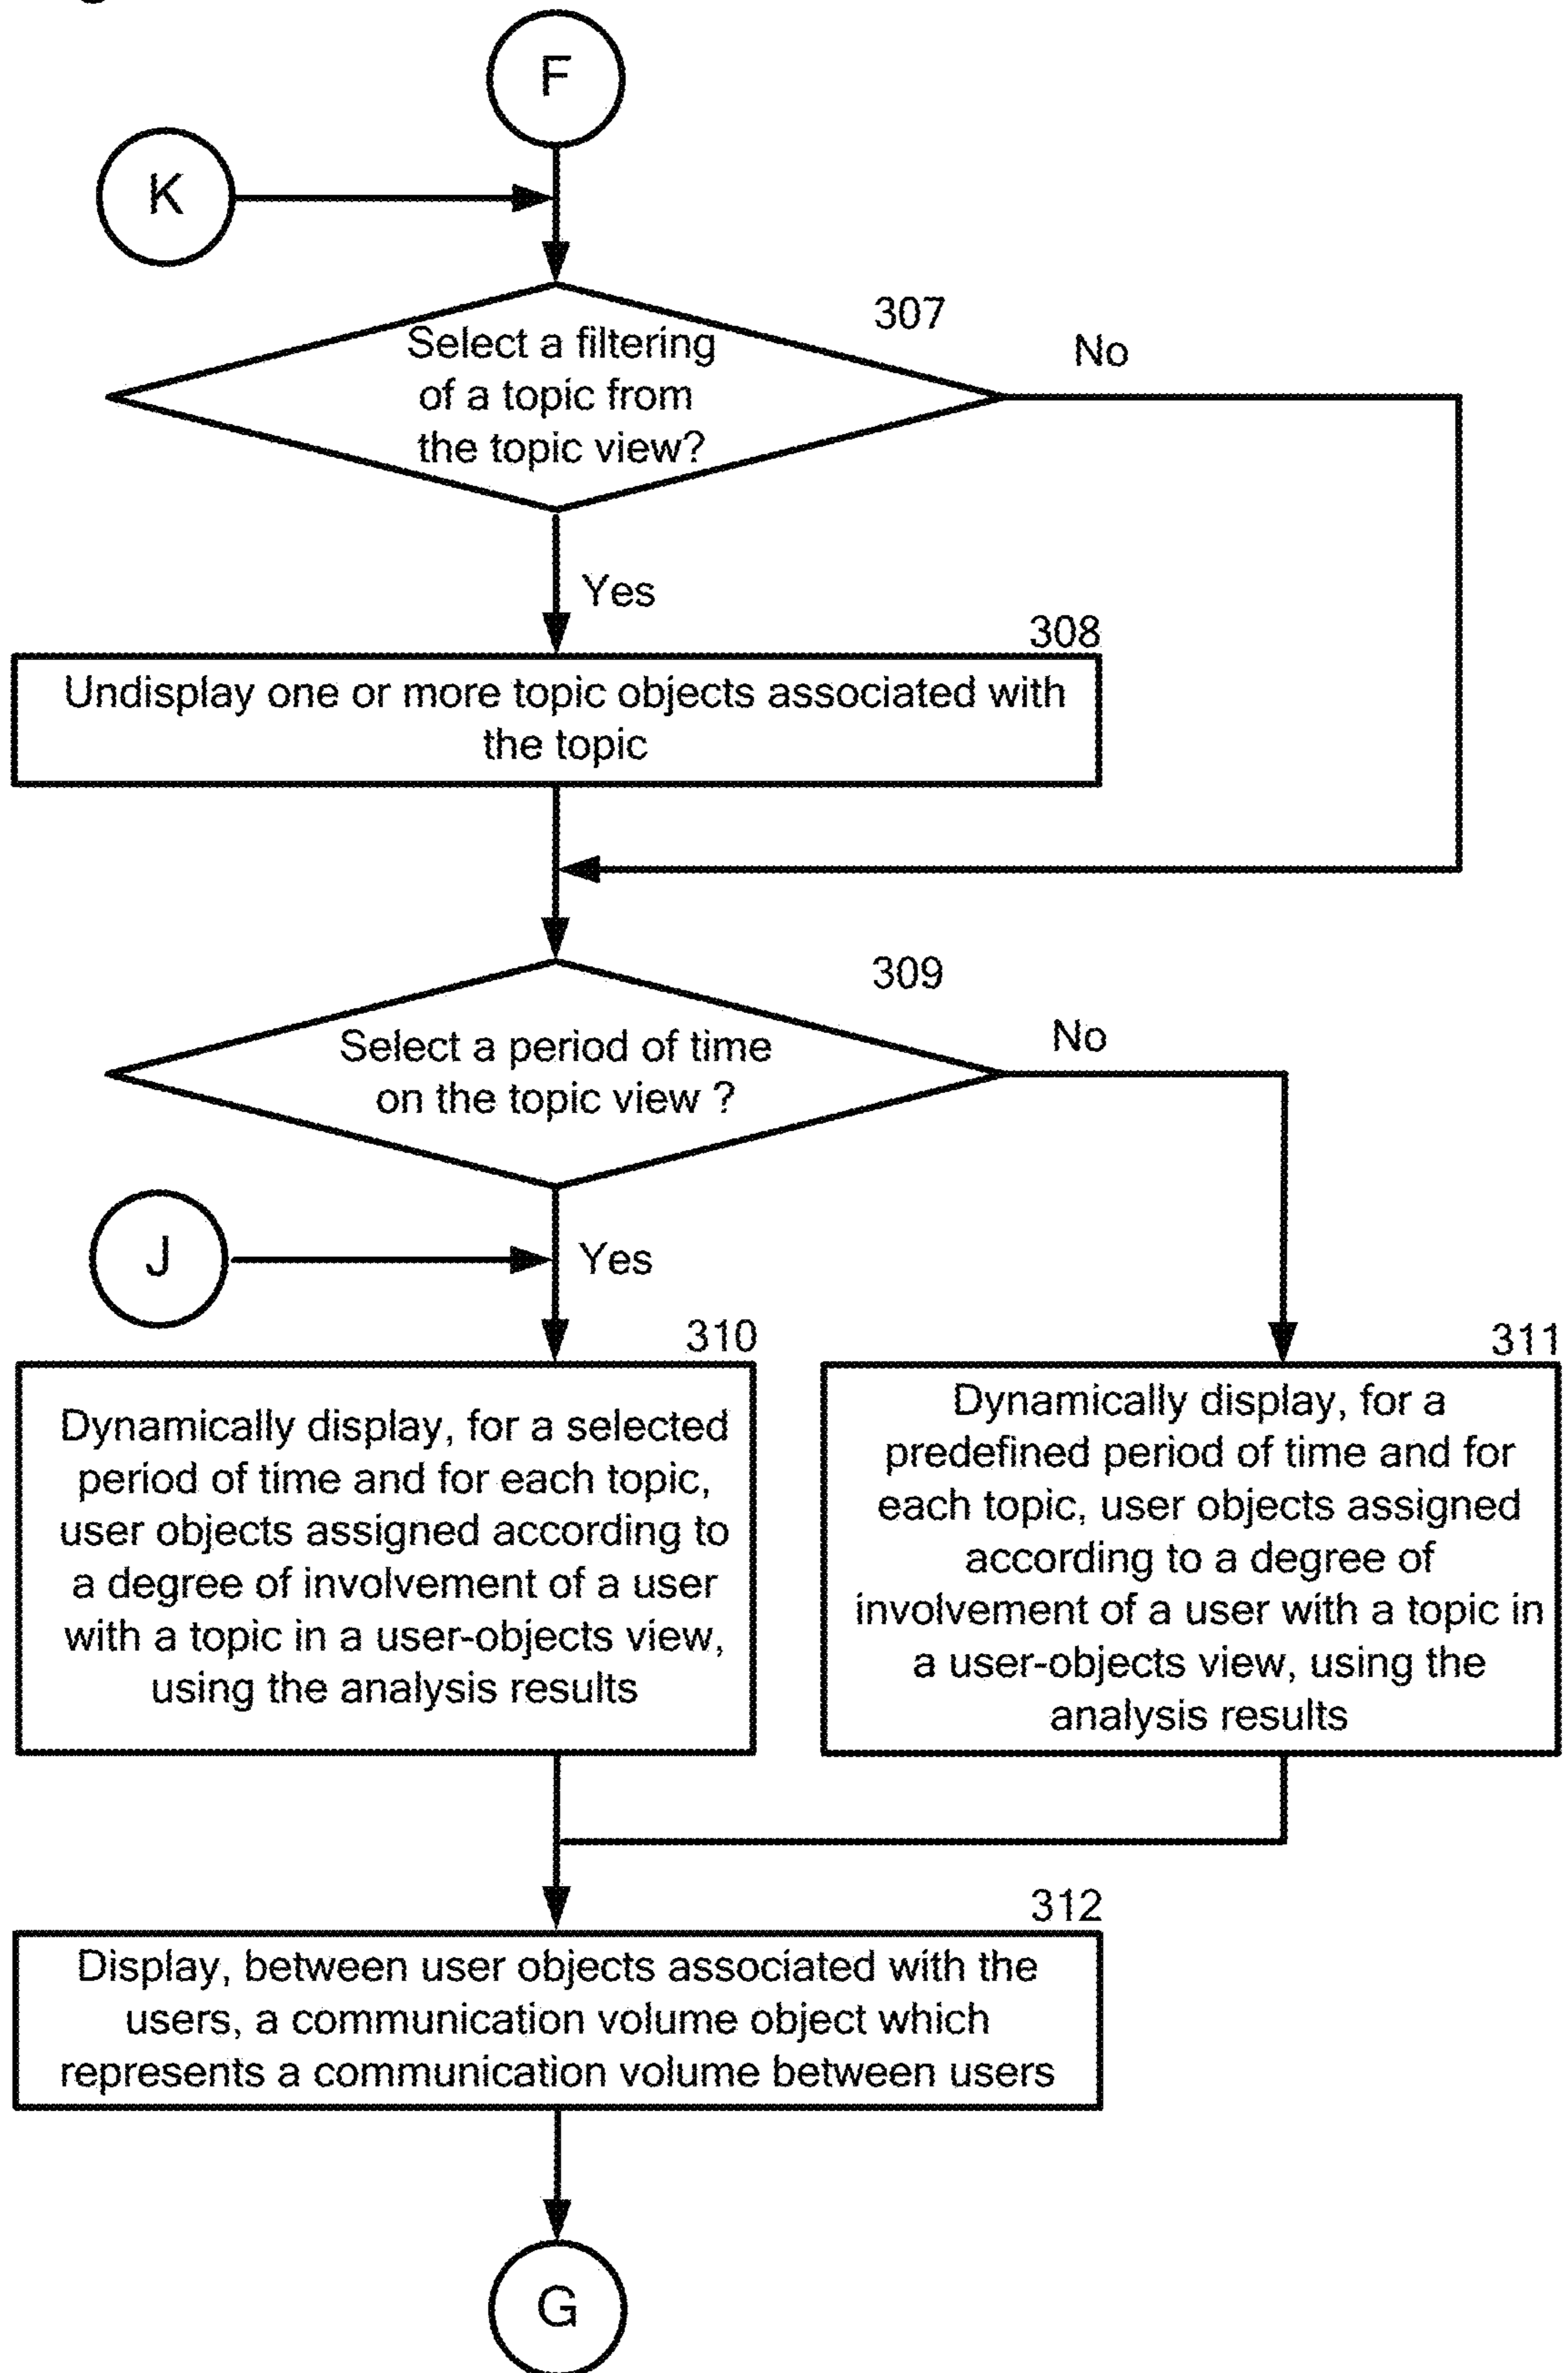 F
K
307
Select a filtering
of a topic from
the topic view?
No
Yes
308
Undisplay one or more topic objects associated with
the topic
309
Select a period of time
on the topic view ?
No
J
Yes
310
Dynamically display, for a selected
period of time and for each topic,
user objects assigned according to
a degree of involvement of a user
with a topic in a user-objects view,
using the analysis results
311
Dynamically display, for a
predefined period of time and for
each topic, user objects assigned
according to a degree of
involvement of a user with a topic in
a user-objects view, using the
analysis results
312
Display, between user objects associated with the
users, a communication volume object which
represents a communication volume between users
G